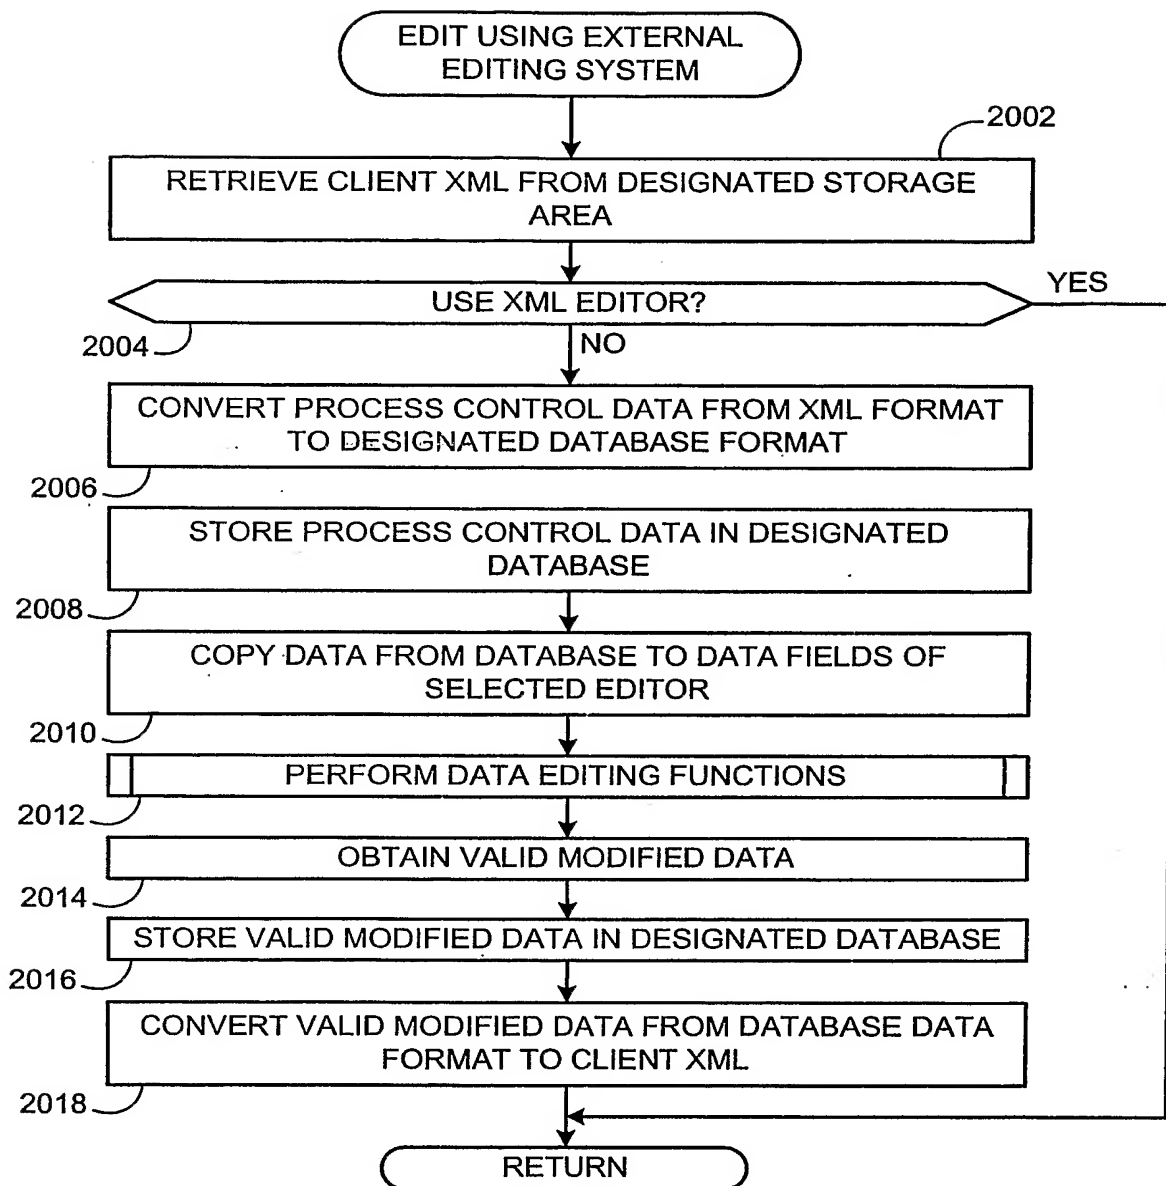 EDIT USING EXTERNAL
EDITING SYSTEM
2002
RETRIEVE CLIENT XML FROM DESIGNATED STORAGE
AREA
YES
USE XML EDITOR?
2004
NO
CONVERT PROCESS CONTROL DATA FROM XML FORMAT
TO DESIGNATED DATABASE FORMAT
2006
STORE PROCESS CONTROL DATA IN DESIGNATED
DATABASE
2008
COPY DATA FROM DATABASE TO DATA FIELDS OF
SELECTED EDITOR
2010
PERFORM DATA EDITING FUNCTIONS
2012
OBTAIN VALID MODIFIED DATA
2014
STORE VALID MODIFIED DATA IN DESIGNATED DATABASE
2016
CONVERT VALID MODIFIED DATA FROM DATABASE DATA
FORMAT TO CLIENT XML
2018
RETURN